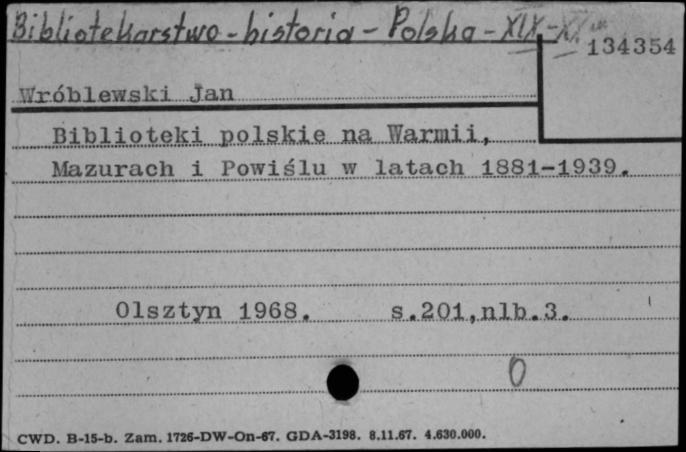 Bibliotekarstwo - historia - Polska - XIX - XX w.
134354
Wróblewski Jan
Biblioteki polskie na Warmii,
Mazurach i Powiślu w latach 1881-1939.
Olsztyn 1968. s.201,nlb.3.
0
CWD. B-15-b. Zam. 1726-DW-On-67. GDA-3198. 8.11.67. 4.630.000.